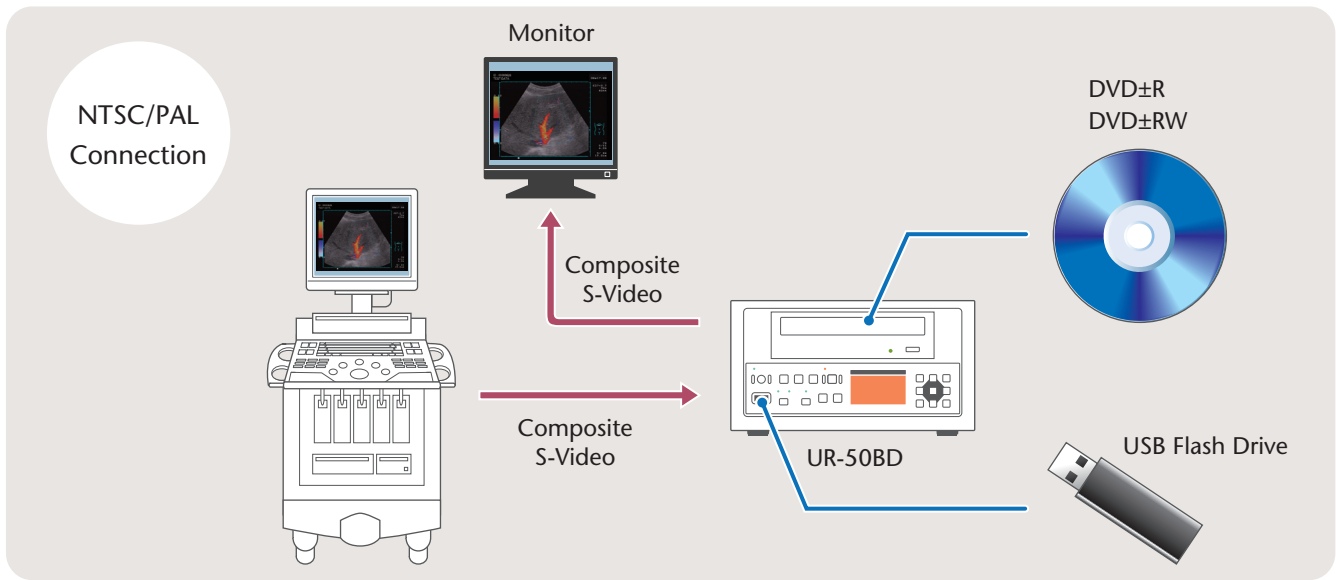 NTSC/PAL
Connection
Monitor
DVD±R
DVD±RW
Composite
S-Video
Composite
S-Video
UR-50BD
USB Flash Drive